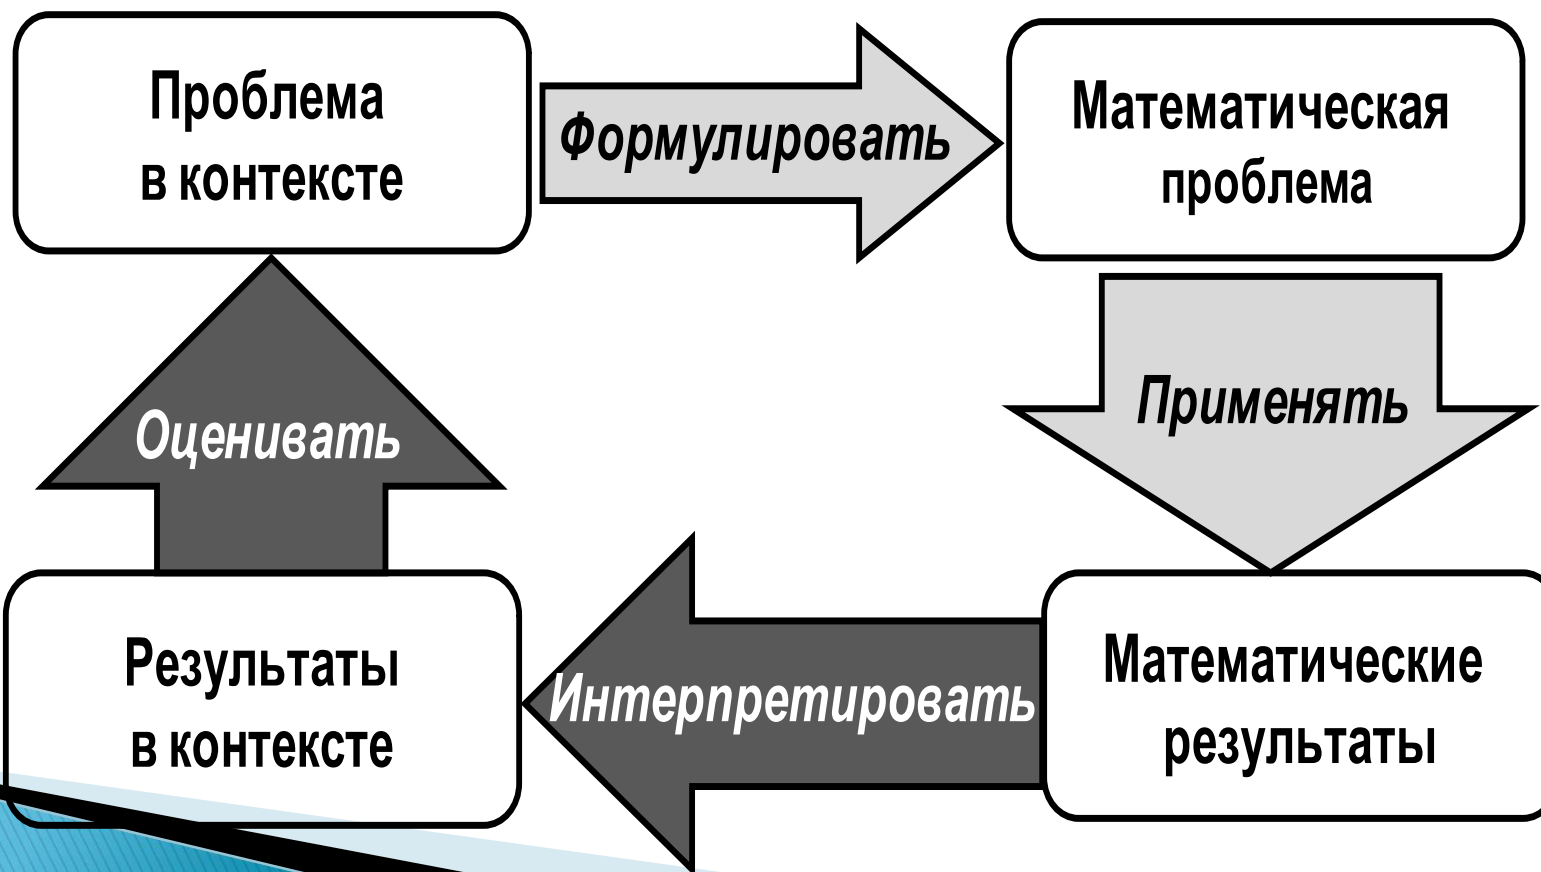 Проблема
в контексте
Формулировать
Математическая
проблема
Применять
Оценивать
Результаты
в контексте
Интерпретировать
Математические
результаты